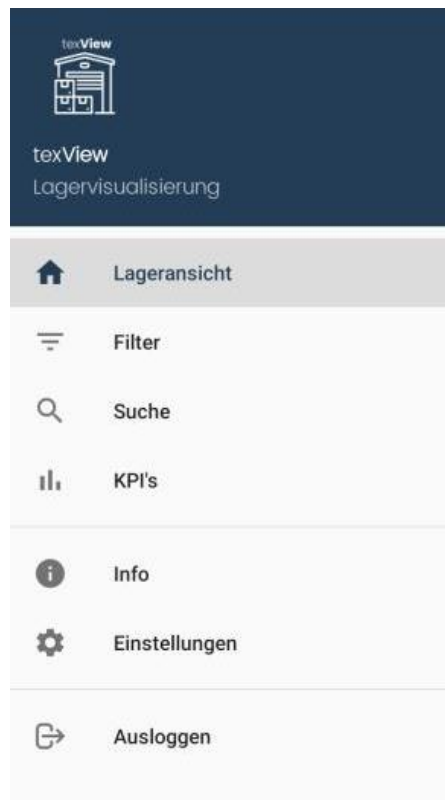 texView
texView
Lagervisualisierung
Lageransicht
Filter
Suche
KPI's
Info
Einstellungen
Ausloggen